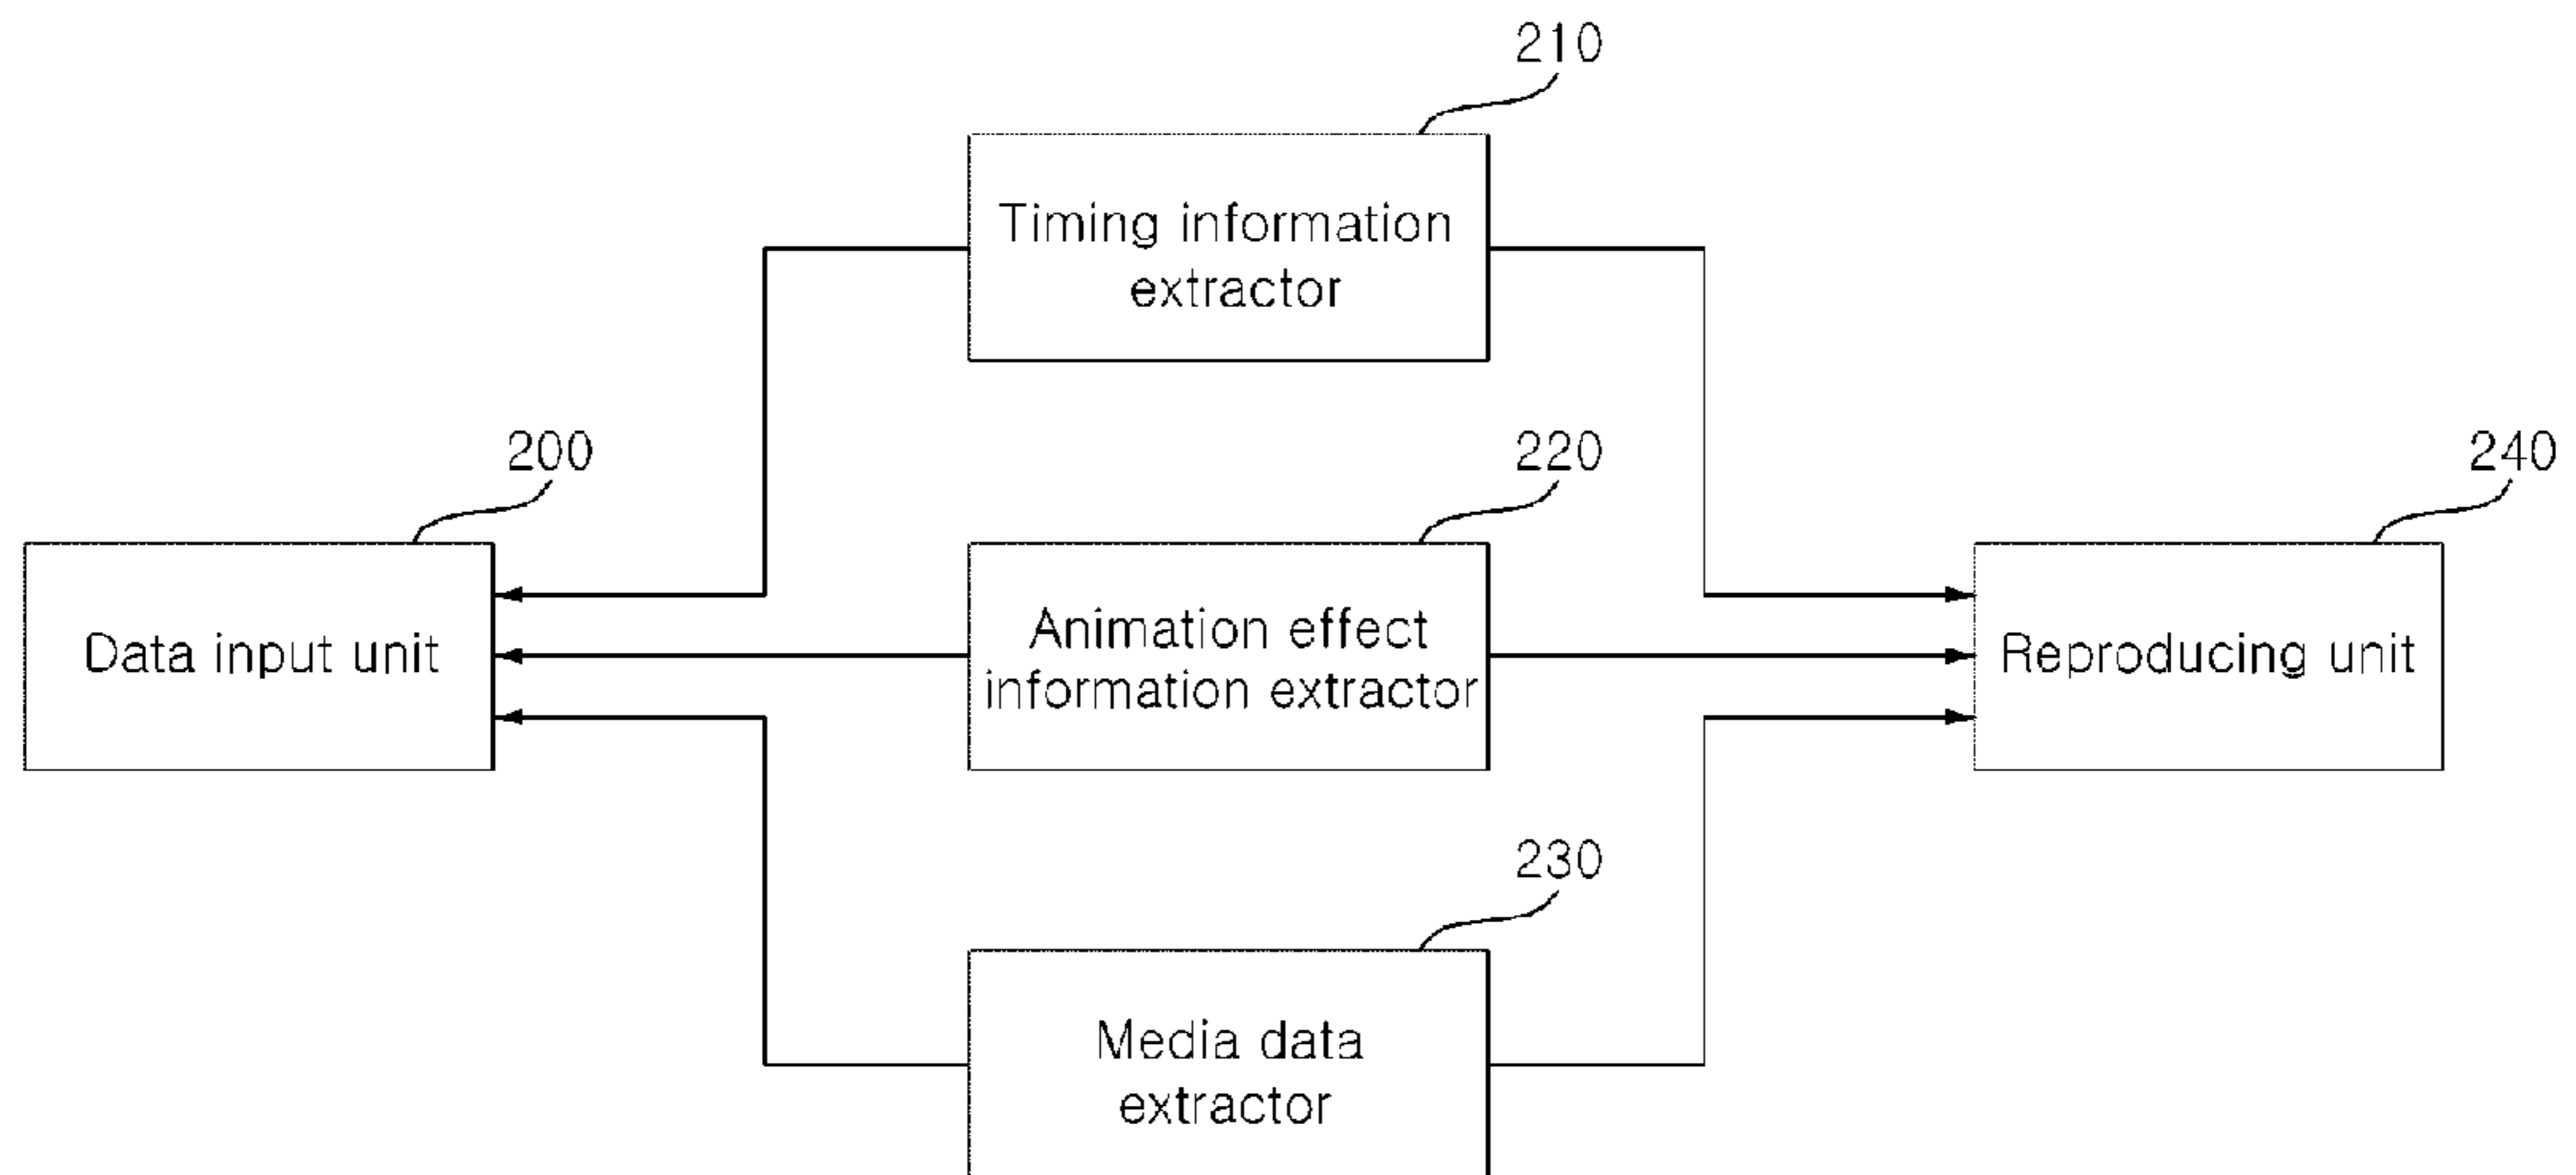 210
Timing information
extractor
200
Data input unit
220
Animation effect
information extractor
240
Reproducing unit
230
Media data
extractor